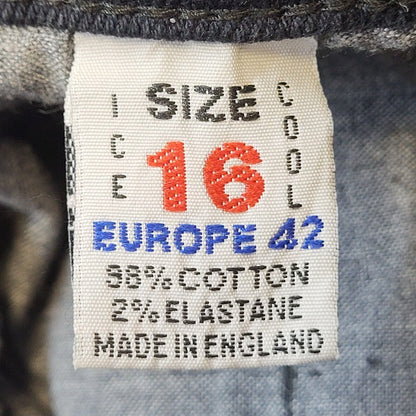 ICE
SIZE
COOL
16
EUROPE 42
98% COTTON
2% ELASTANE
MADE IN ENGLAND